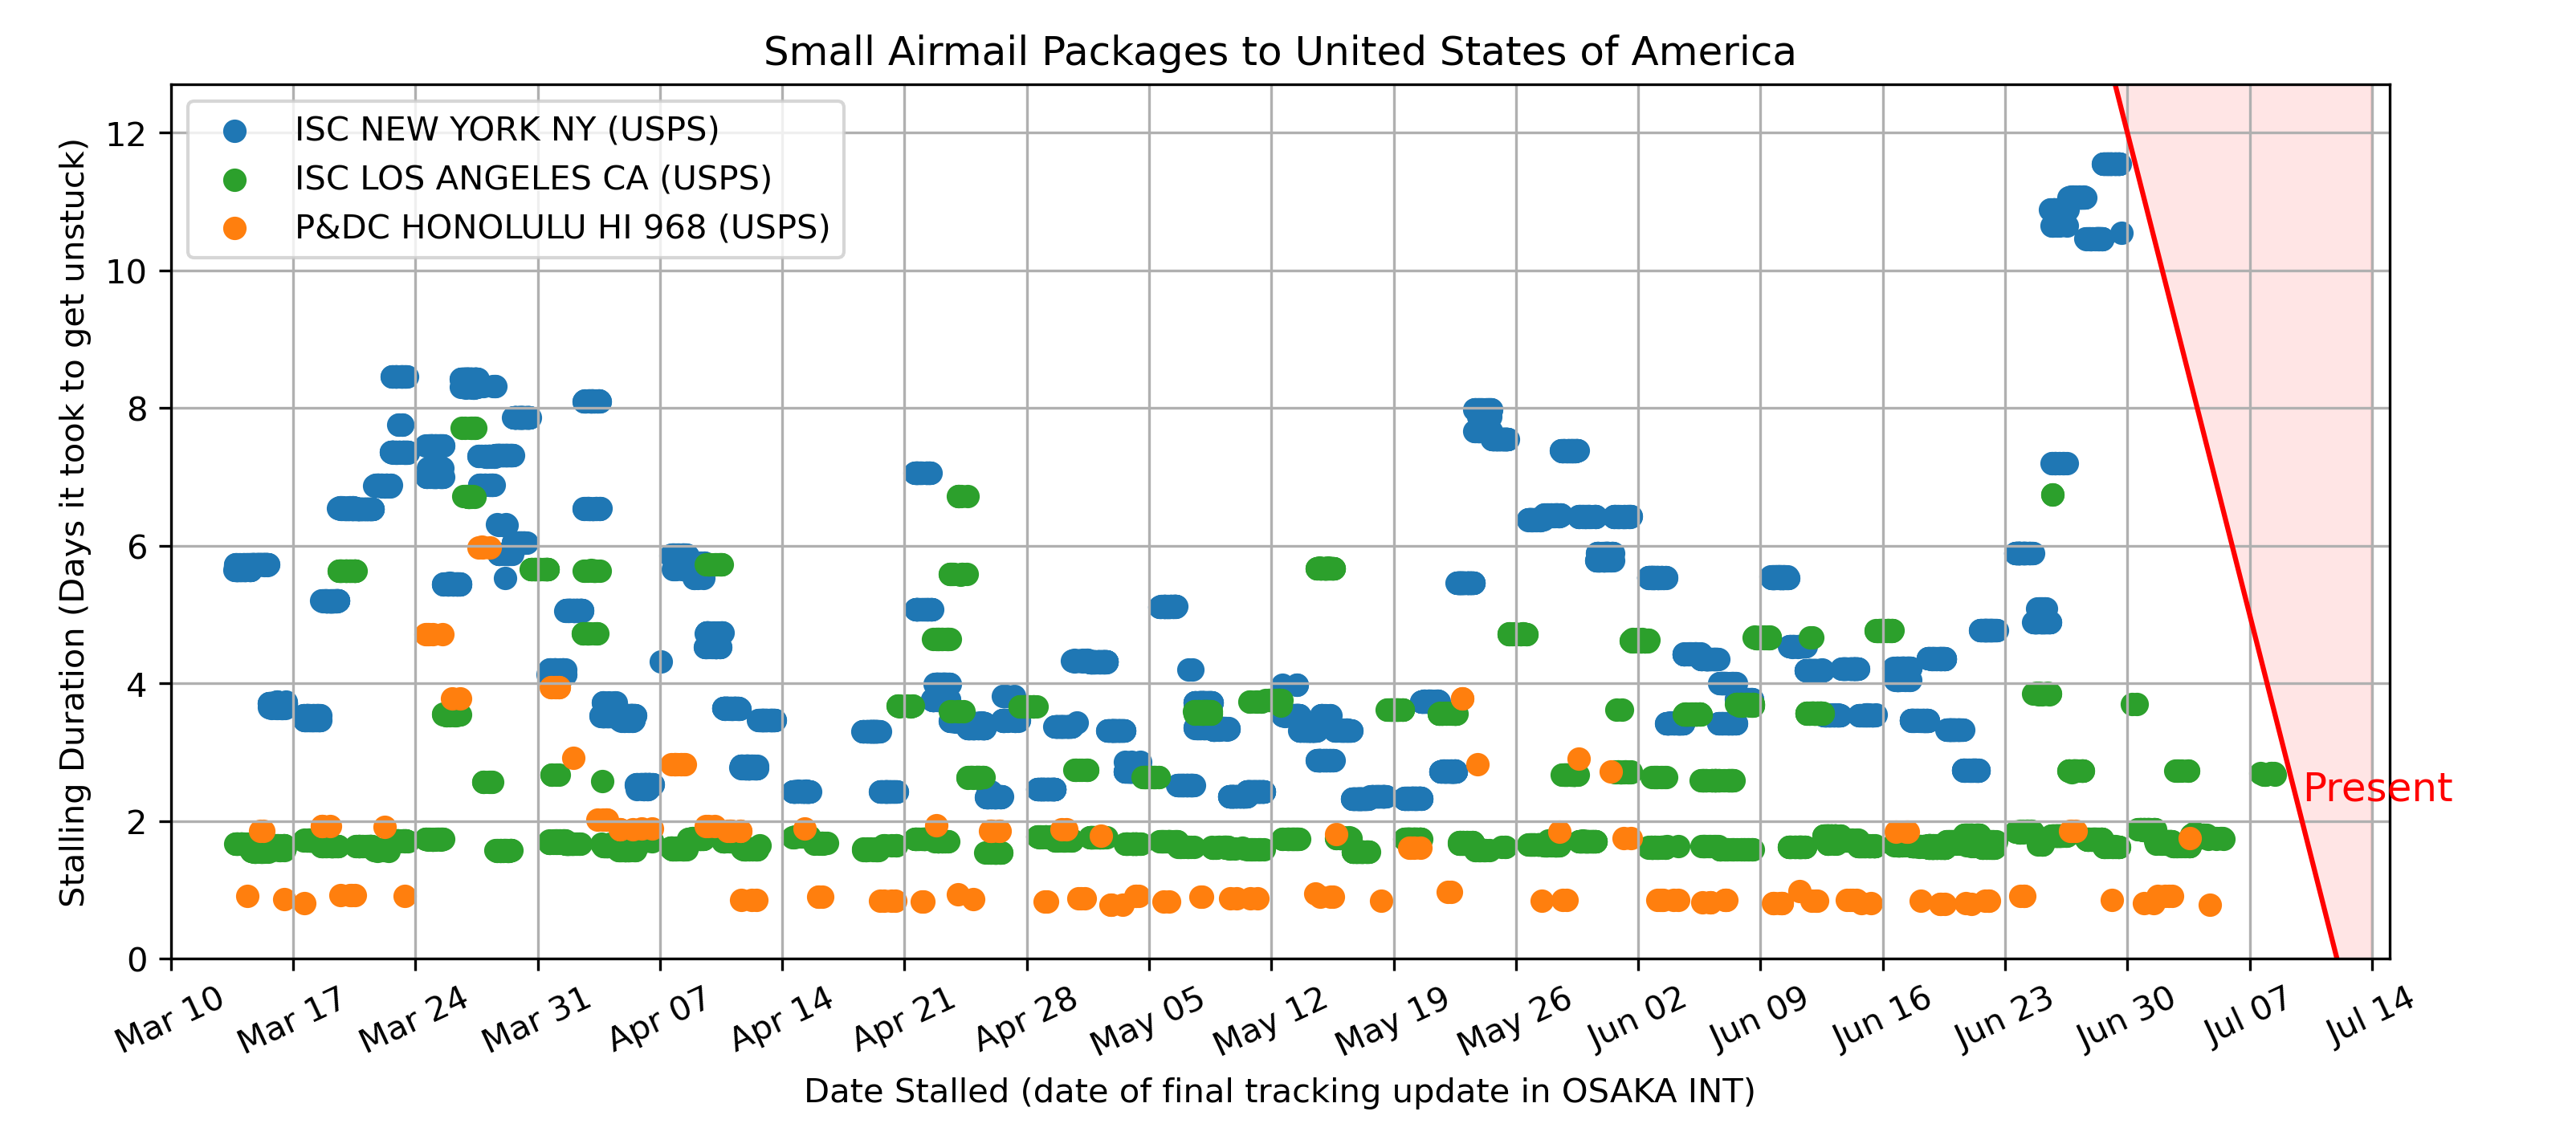 Small Airmail Packages to United States of America
ISC NEW YORK NY (USPS)
ISC LOS ANGELES CA (USPS)
P&DC HONOLULU HI 968 (USPS)
Stalling Duration (Days it took to get unstuck)
12
10
8
6
4
2
0
Present
Mar 10
Mar 17
Mar 24
Mar 31
Apr 07
Apr 14
Apr 21
Apr 28
May 05
May 12
May 19
May 26
Jun 02
Jun 09
Jun 16
Jun 23
Jun 30
Jul 07
Jul 14
Date Stalled (date of final tracking update in OSAKA INT)